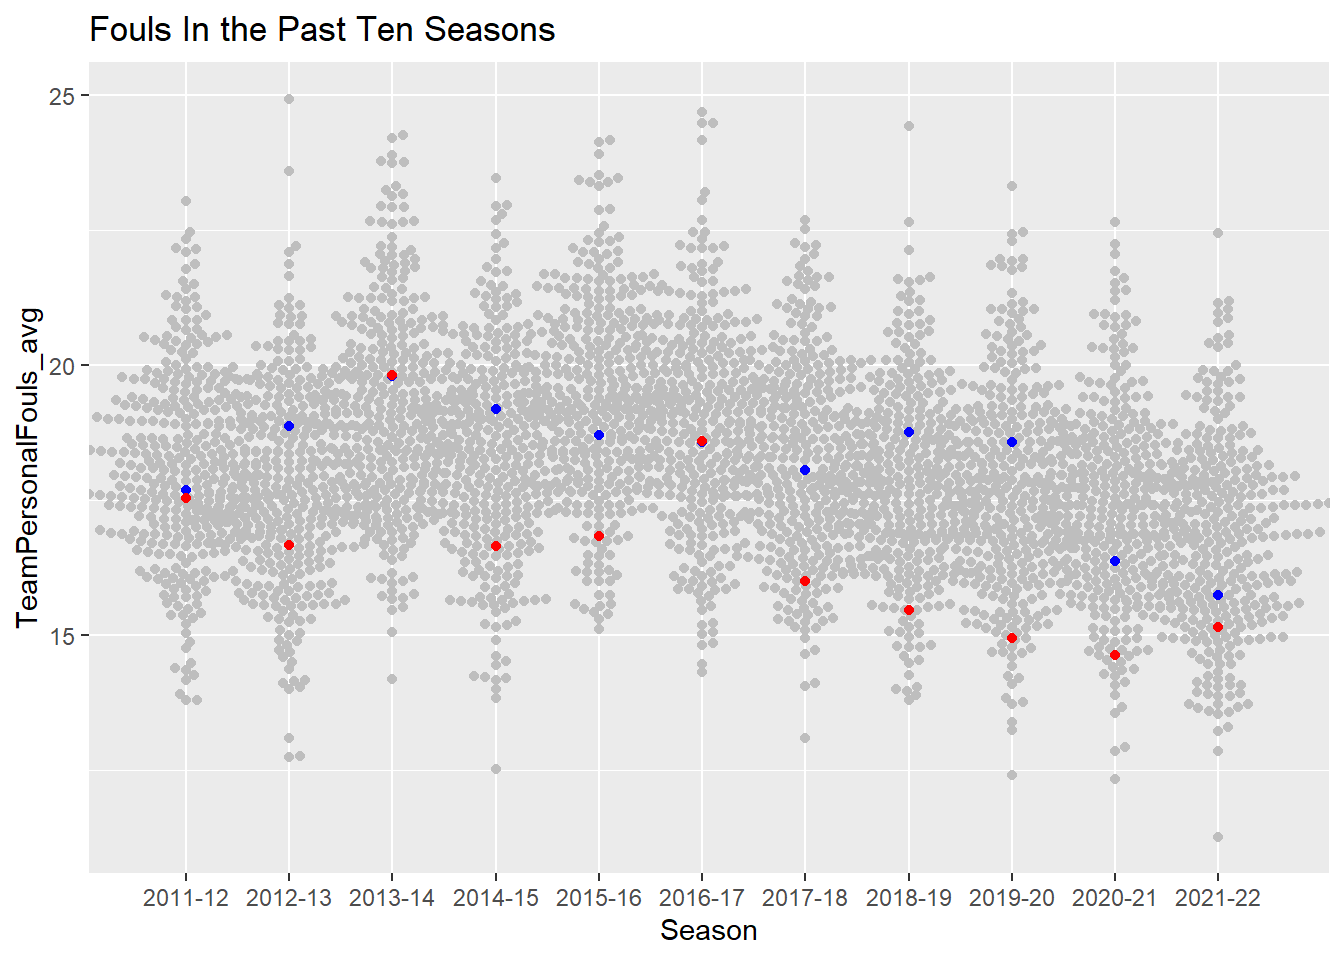 Fouls In the Past Ten Seasons
TeamPersonalFouls_avg
25
20
15
2011-12 2012-13 2013-14 2014-15 2015-16 2016-17 2017-18 2018-19 2019-20 2020-21 2021-22
Season